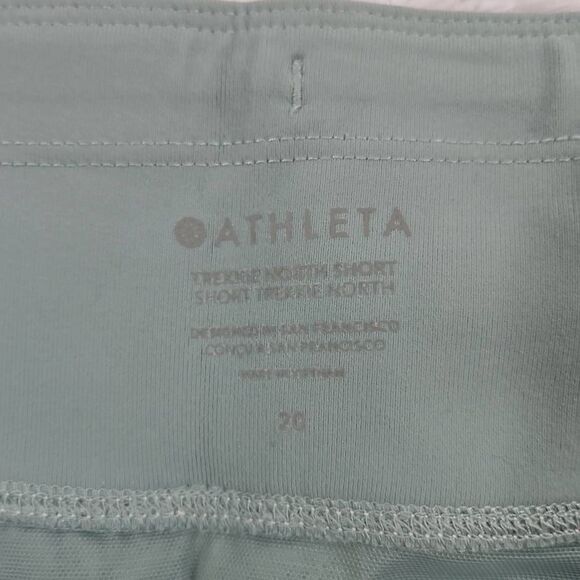 ATHLETA
TREKKIE NORTH SHORT
SHORT TREKKIE NORTH
DESIGNED IN SAN FRANCISCO
CONÇU À SAN FRANCISCO
MADE IN VIETNAM
20